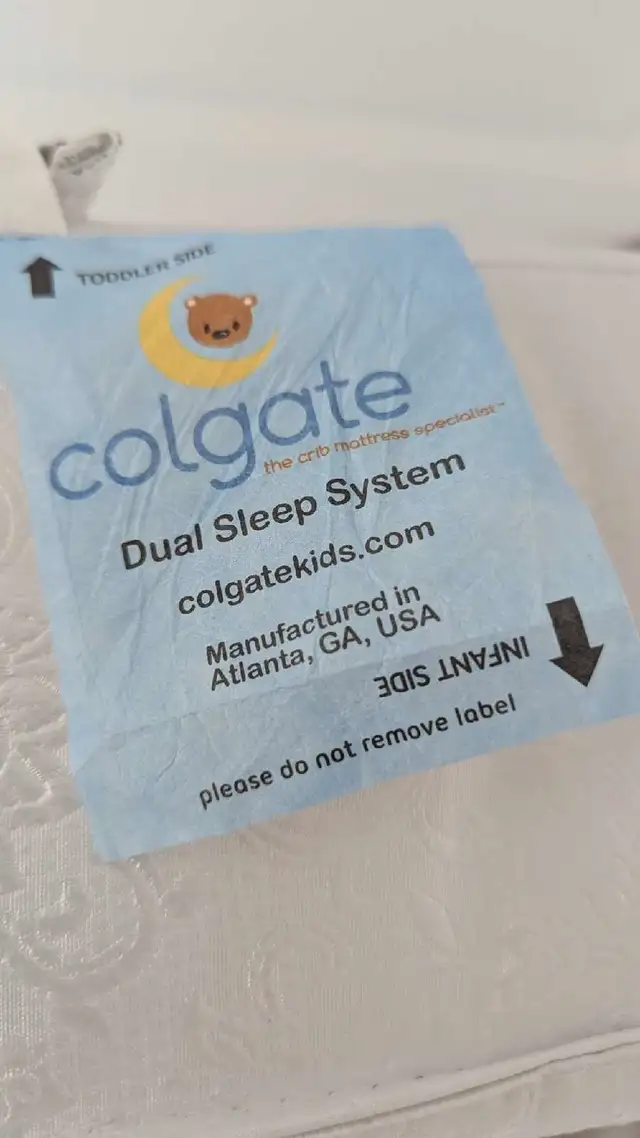 TODDLER SIDE
colgate
the crib mattress specialist™
Dual Sleep System
colgatekids.com
Manufactured in
Atlanta, GA, USA
INFANT SIDE
please do not remove label